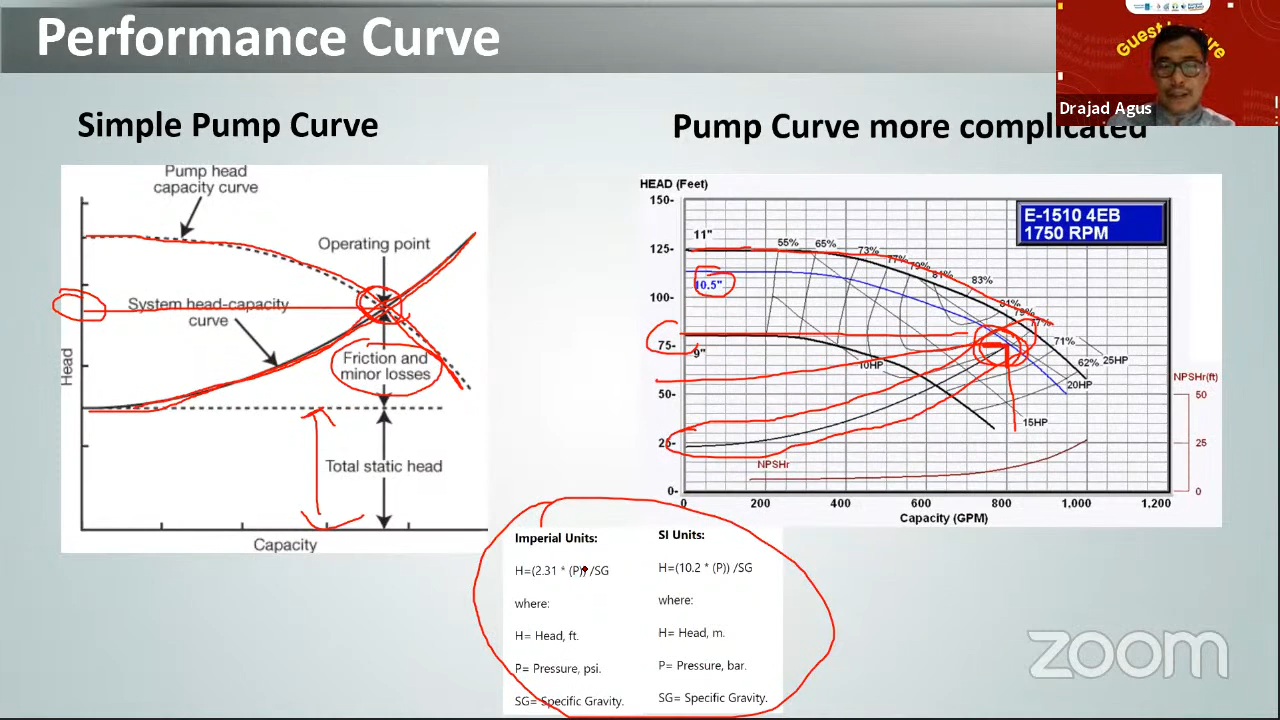 Performance Curve
Guest Lecture
Drajad Agus
Simple Pump Curve
Pump Curve more complicated
Pump head
capacity curve
Operating point
System head-capacity
curve
Friction and
minor losses
Total static head
Head
Capacity
HEAD (Feet)
E-1510 4EB
1750 RPM
150-
125-
100-
75-
50-
25-
0-
11"
10.5"
9"
55%
65%
73%
77%
79%
81%
83%
81%
79%
77%
71%
62%
25HP
20HP
15HP
10HP
NPSHr
NPSHr(ft)
50
25
0
0
200
400
600
800
1,000
1,200
Capacity (GPM)
Imperial Units:
H=(2.31 * (P)) /SG
where:
H= Head, ft.
P= Pressure, psi.
SG= Specific Gravity.
SI Units:
H=(10.2 * (P)) /SG
where:
H= Head, m.
P= Pressure, bar.
SG= Specific Gravity.
zoom